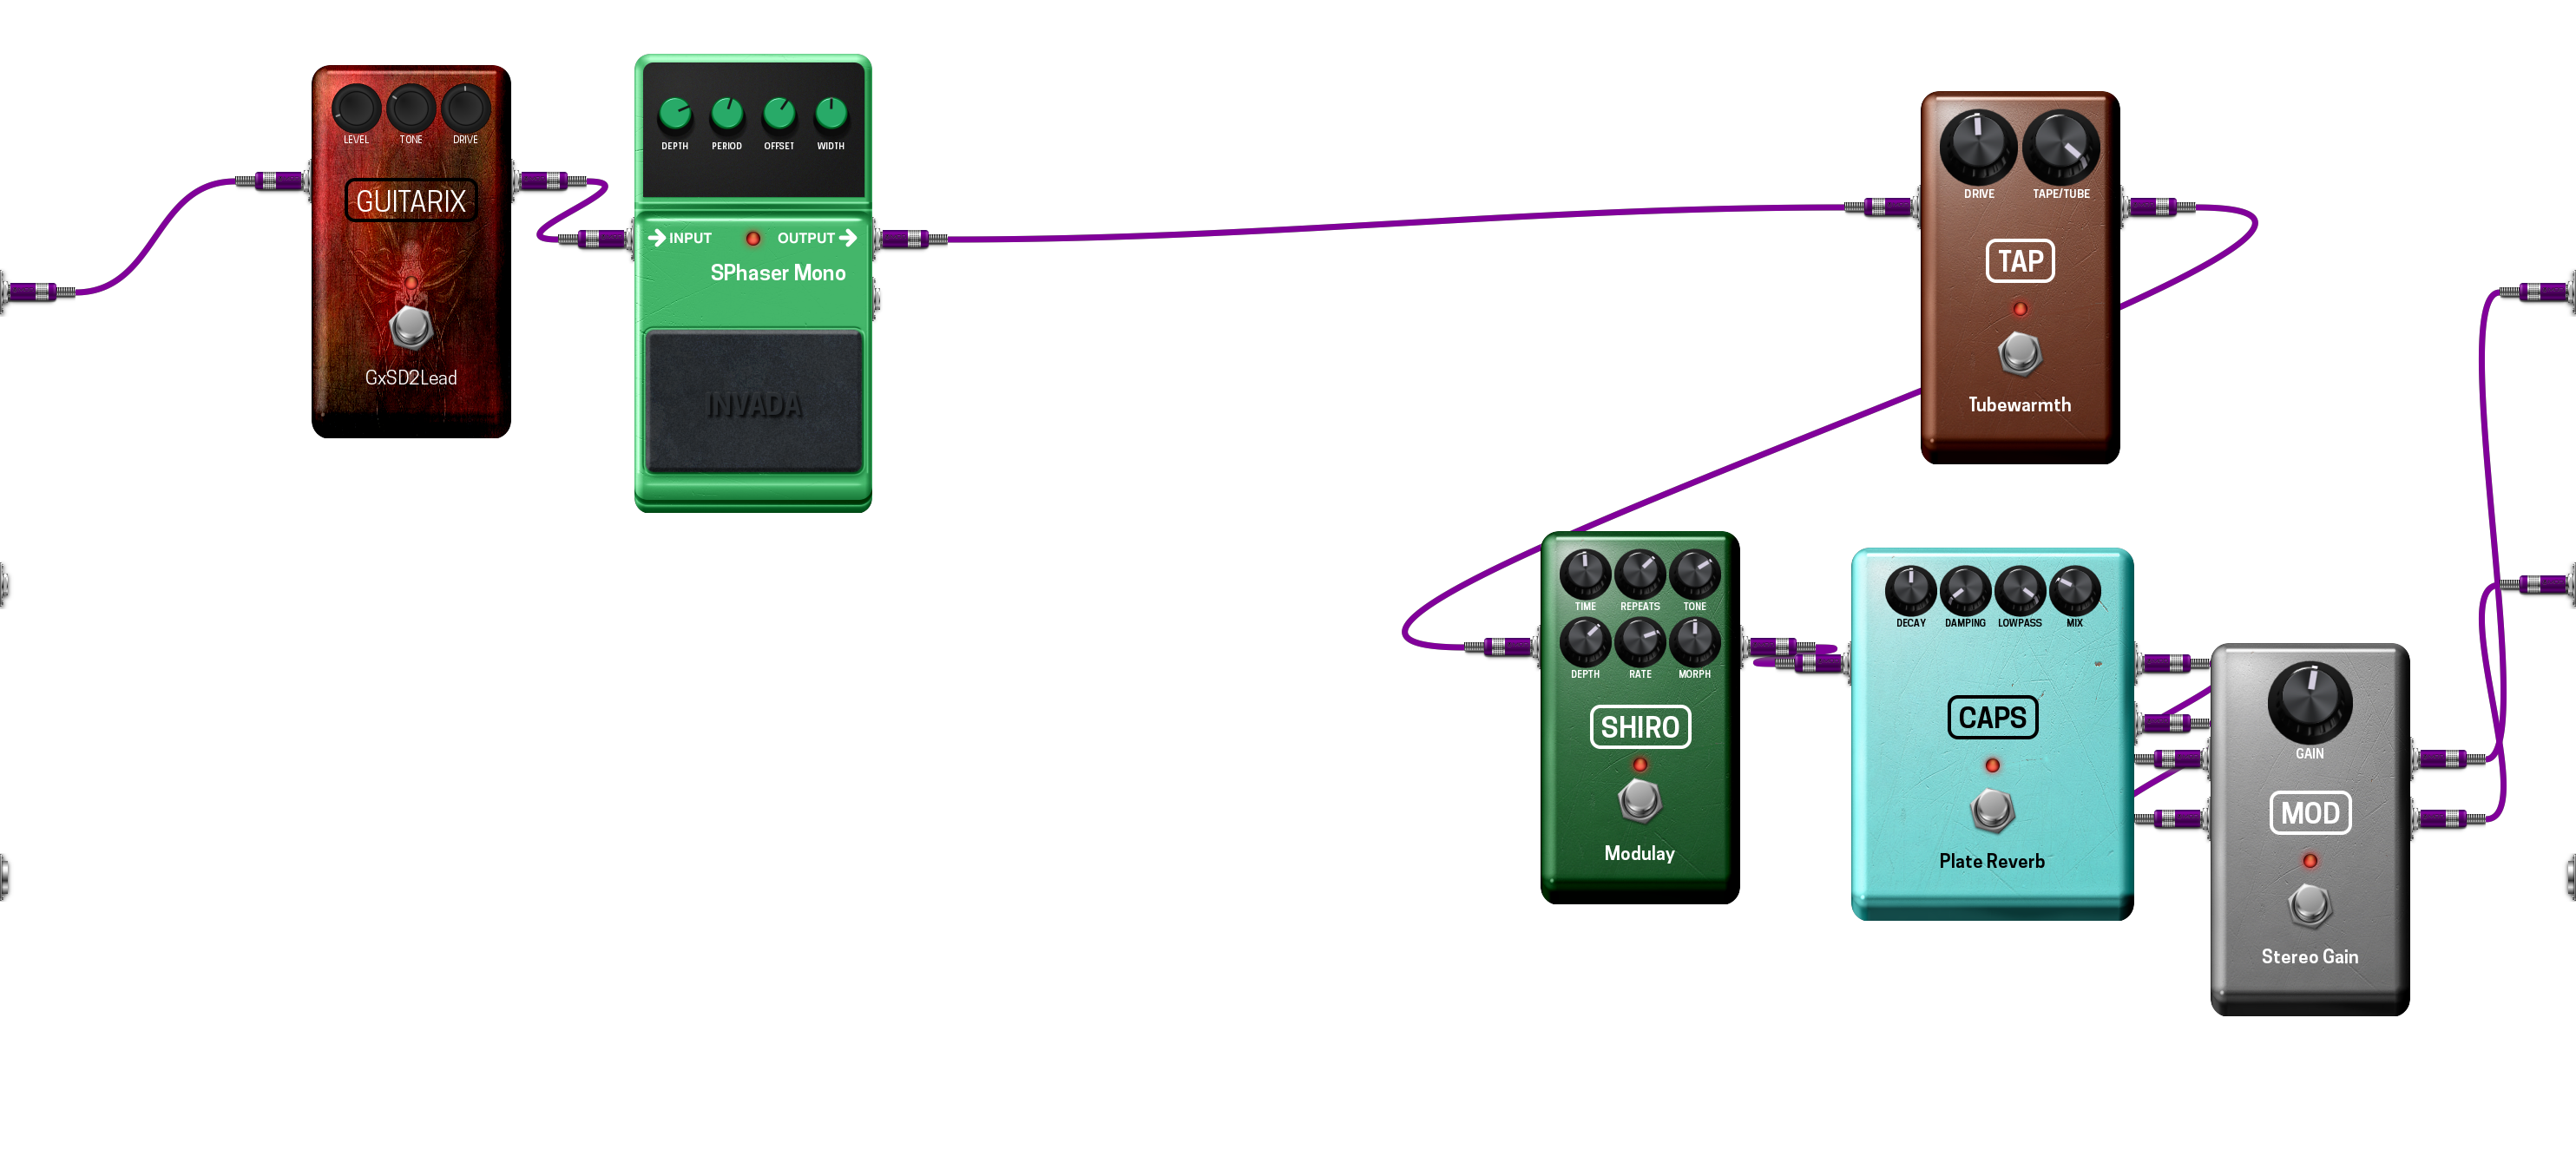 LEVEL TONE DRIVE
GUITARIX
GxSD2Lead
DEPTH PERIOD OFFSET WIDTH
INPUT OUTPUT
SPhaser Mono
INVADA
DRIVE TAPE/TUBE
TAP
Tubewarmth
TIME REPEATS TONE
DEPTH RATE MORPH
SHIRO
Modulay
DECAY DAMPING LOWPASS MIX
CAPS
Plate Reverb
GAIN
MOD
Stereo Gain